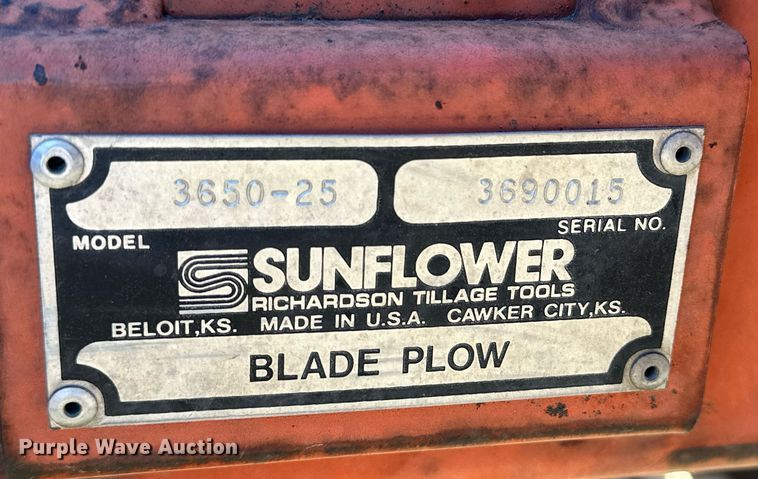 3650-25 3690015
MODEL SERIAL NO.
SUNFLOWER
RICHARDSON TILLAGE TOOLS
BELOIT,KS. MADE IN U.S.A. CAWKER CITY,KS.
BLADE PLOW
Purple Wave Auction